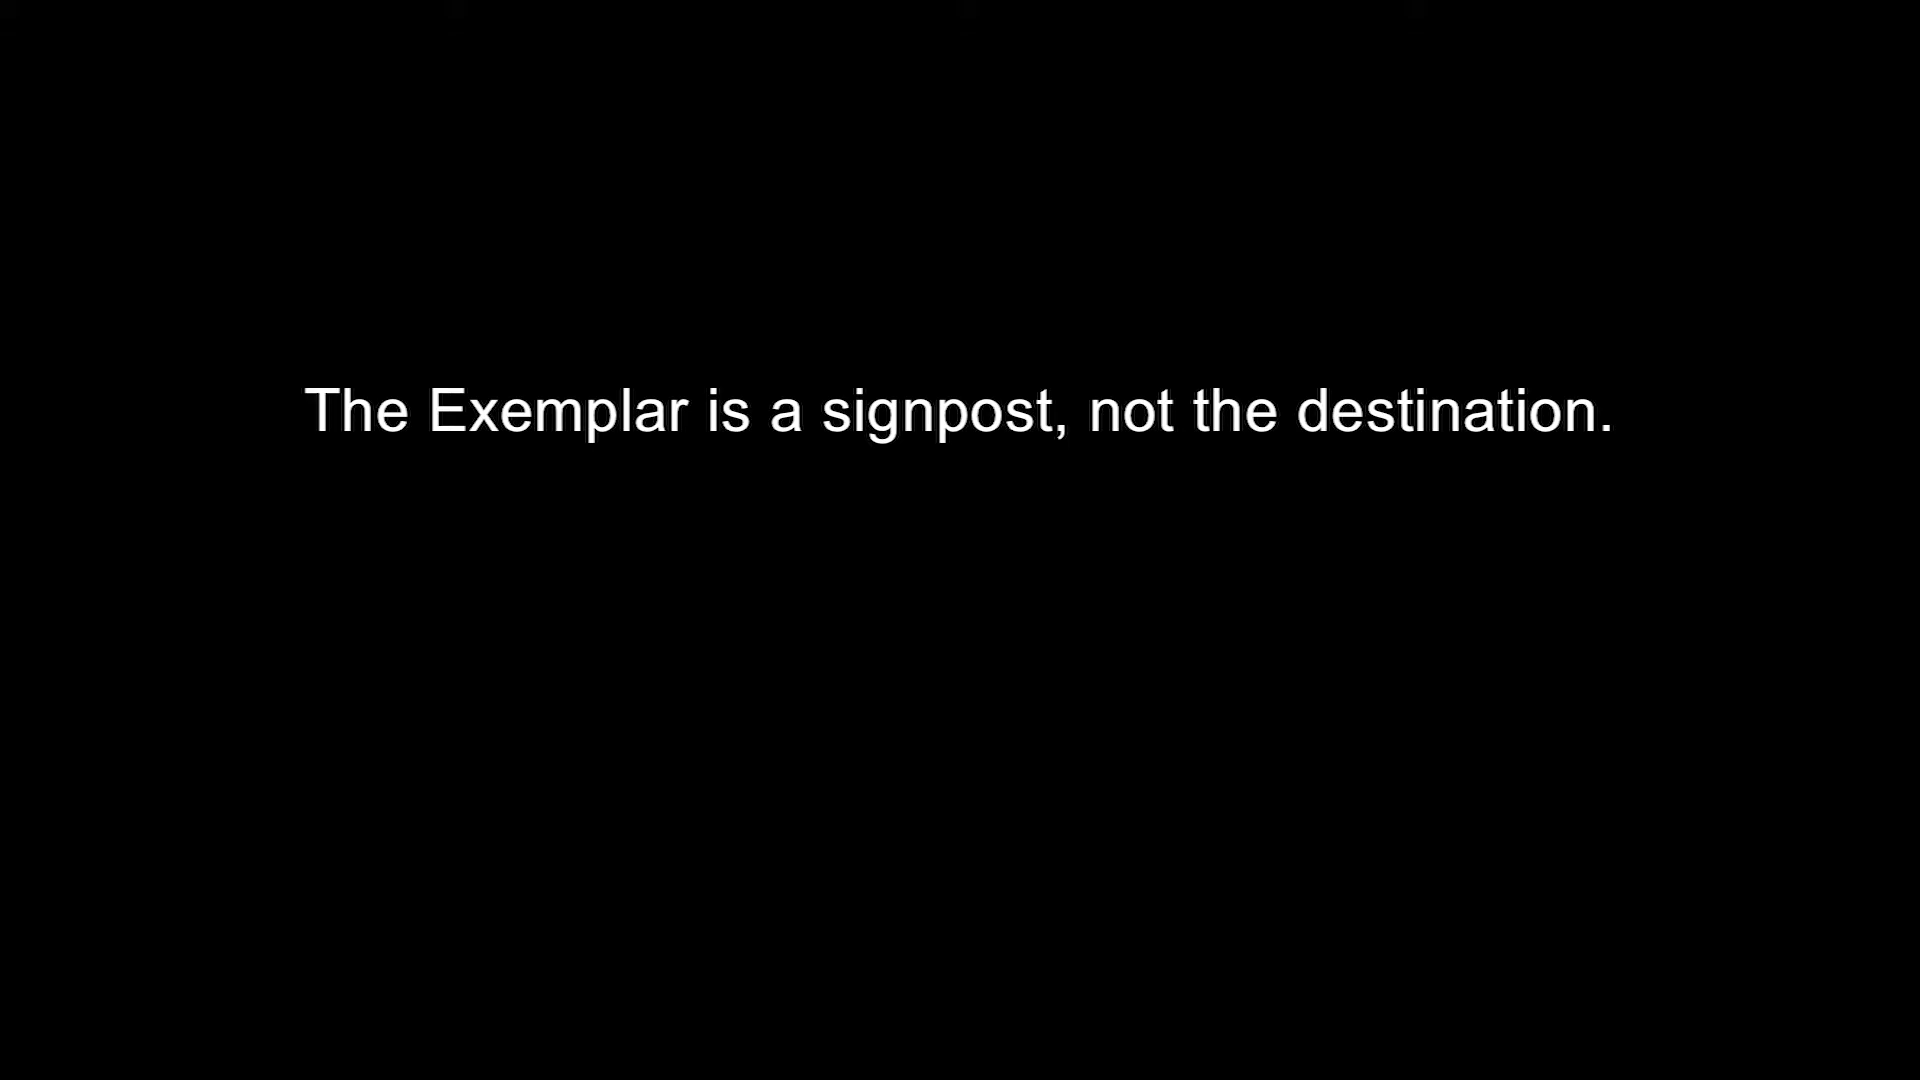 The Exemplar is a signpost, not the destination.